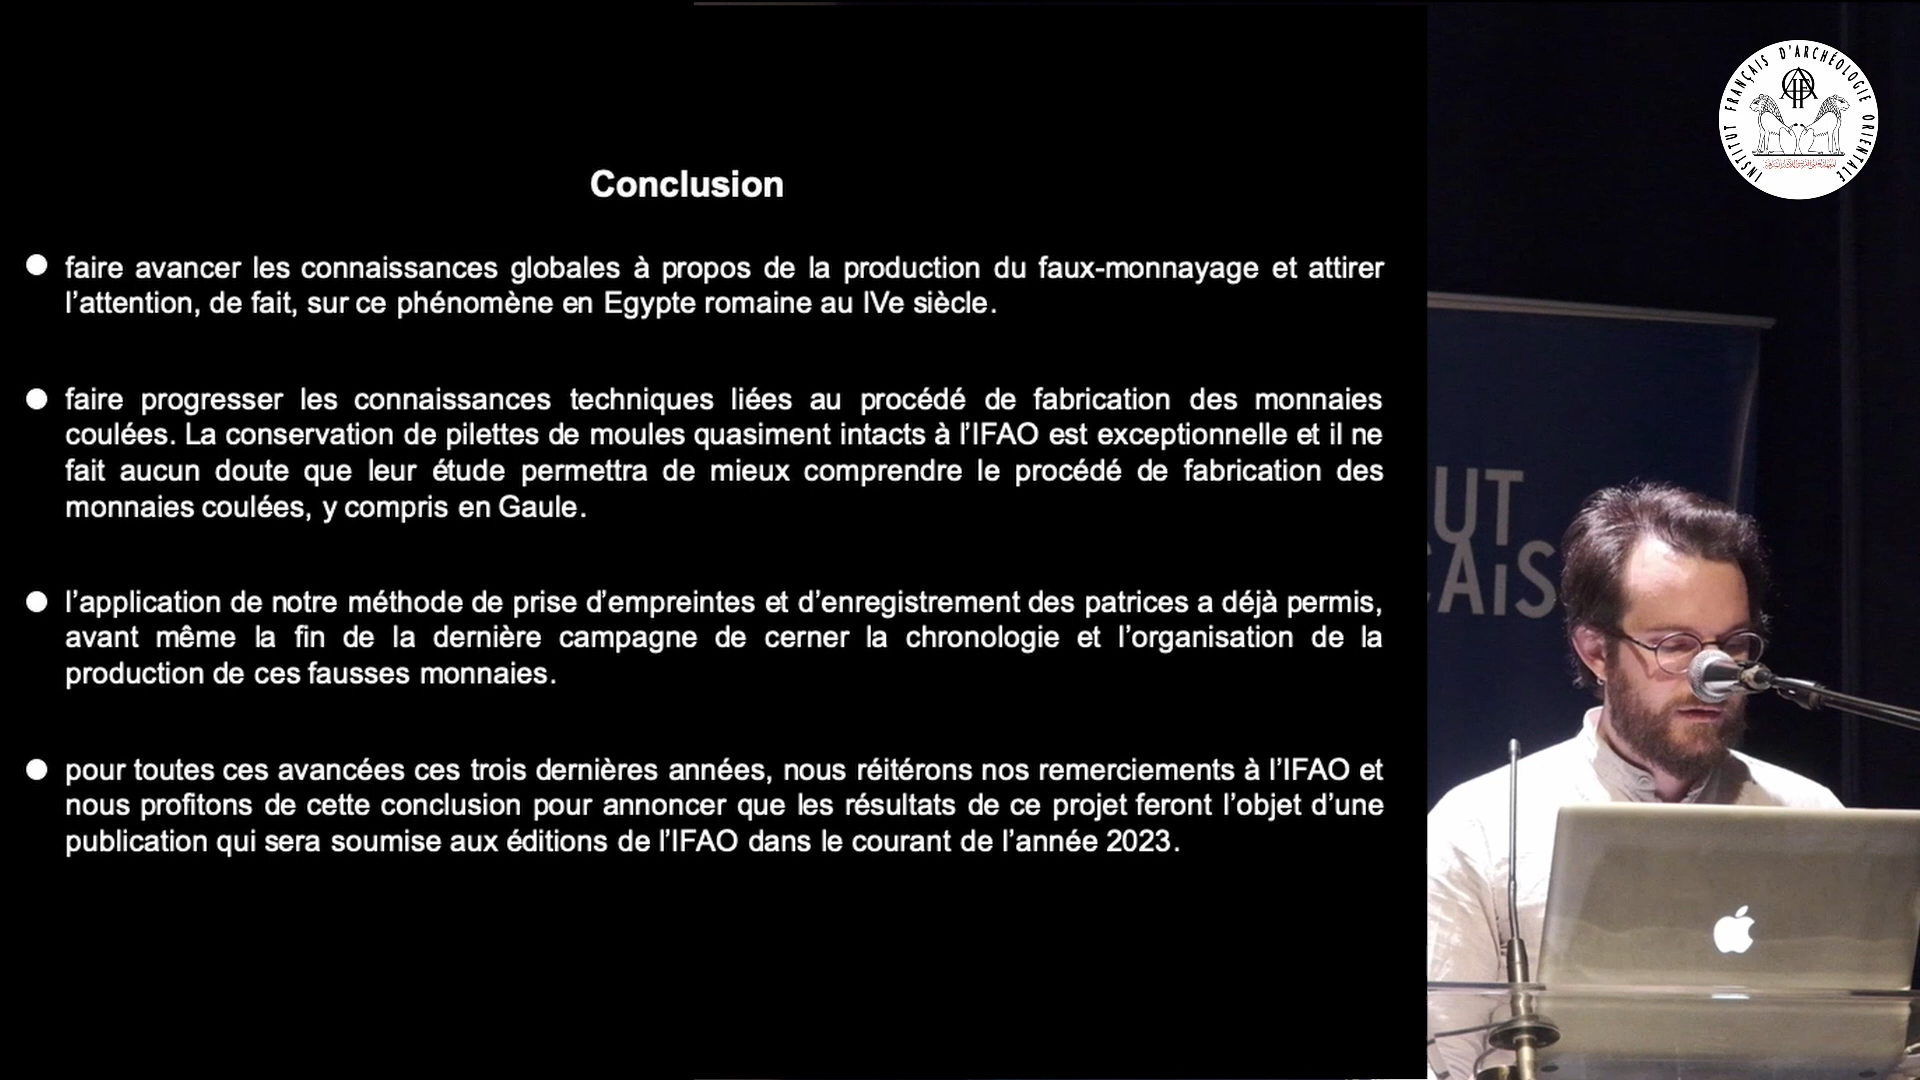 Conclusion
faire avancer les connaissances globales à propos de la production du faux-monnayage et attirer
l’attention, de fait, sur ce phénomène en Egypte romaine au IVe siècle.
faire progresser les connaissances techniques liées au procédé de fabrication des monnaies
coulées. La conservation de pilettes de moules quasiment intacts à l’IFAO est exceptionnelle et il ne
fait aucun doute que leur étude permettra de mieux comprendre le procédé de fabrication des
monnaies coulées, y compris en Gaule.
l’application de notre méthode de prise d’empreintes et d’enregistrement des patrices a déjà permis,
avant même la fin de la dernière campagne de cerner la chronologie et l’organisation de la
production de ces fausses monnaies.
pour toutes ces avancées ces trois dernières années, nous réitérons nos remerciements à l’IFAO et
nous profitons de cette conclusion pour annoncer que les résultats de ce projet feront l’objet d’une
publication qui sera soumise aux éditions de l’IFAO dans le courant de l’année 2023.
INSTITUT FRANÇAIS D'ARCHÉOLOGIE ORIENTALE
UT
ÇAiS